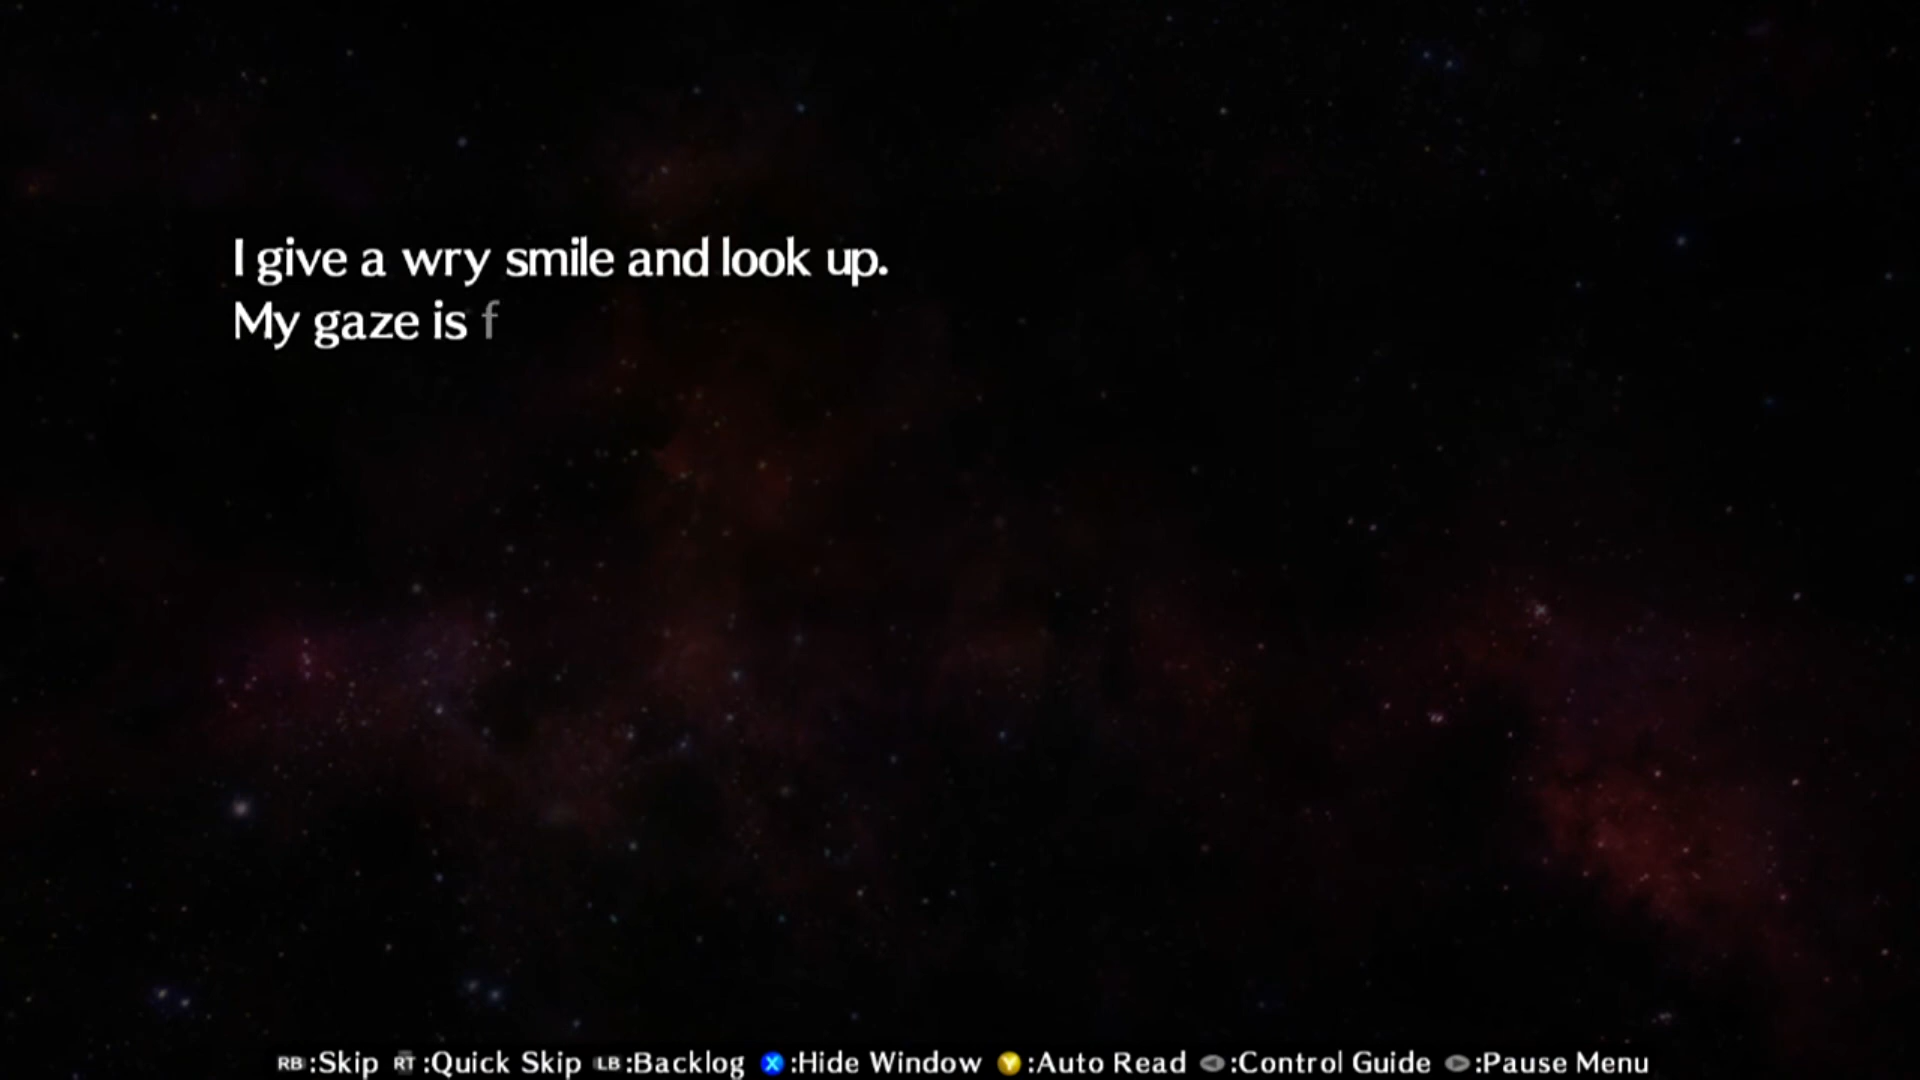 I give a wry smile and look up.
My gaze is f
RB:Skip RT:Quick Skip LB:Backlog X:Hide Window Y:Auto Read :Control Guide :Pause Menu